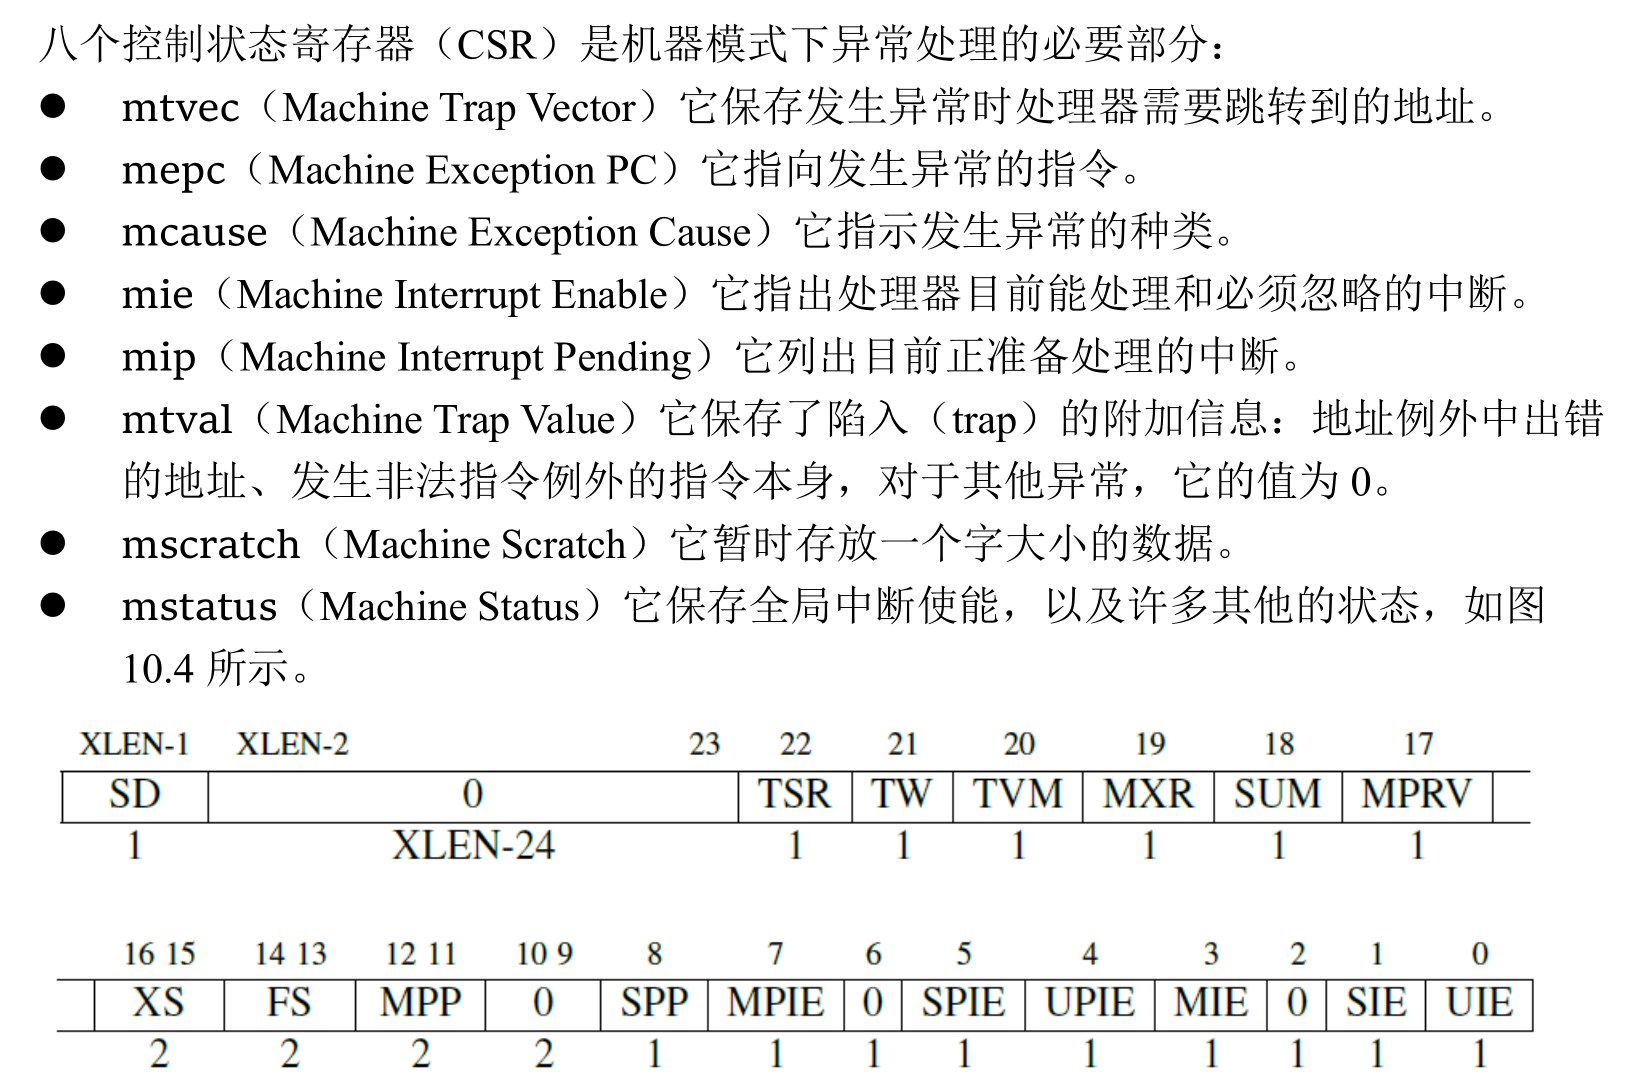 八个控制状态寄存器（CSR）是机器模式下异常处理的必要部分：
● mtvec（Machine Trap Vector）它保存发生异常时处理器需要跳转到的地址。
● mepc（Machine Exception PC）它指向发生异常的指令。
● mcause（Machine Exception Cause）它指示发生异常的种类。
● mie（Machine Interrupt Enable）它指出处理器目前能处理和必须忽略的中断。
● mip（Machine Interrupt Pending）它列出目前正准备处理的中断。
● mtval（Machine Trap Value）它保存了陷入（trap）的附加信息：地址例外中出错
的地址、发生非法指令例外的指令本身，对于其他异常，它的值为 0。
● mscratch（Machine Scratch）它暂时存放一个字大小的数据。
● mstatus（Machine Status）它保存全局中断使能，以及许多其他的状态，如图
10.4 所示。
XLEN-1 XLEN-2 23 22 21 20 19 18 17
SD 0 TSR TW TVM MXR SUM MPRV
1 XLEN-24 1 1 1 1 1 1
16 15 14 13 12 11 10 9 8 7 6 5 4 3 2 1 0
XS FS MPP 0 SPP MPIE 0 SPIE UPIE MIE 0 SIE UIE
2 2 2 2 1 1 1 1 1 1 1 1 1